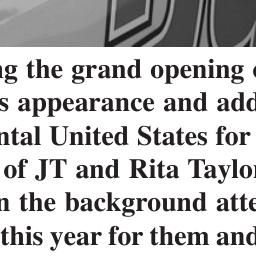 ng the grand opening
s appearance and add
ntal United States for
of JT and Rita Taylor
n the background atte
this year for them and